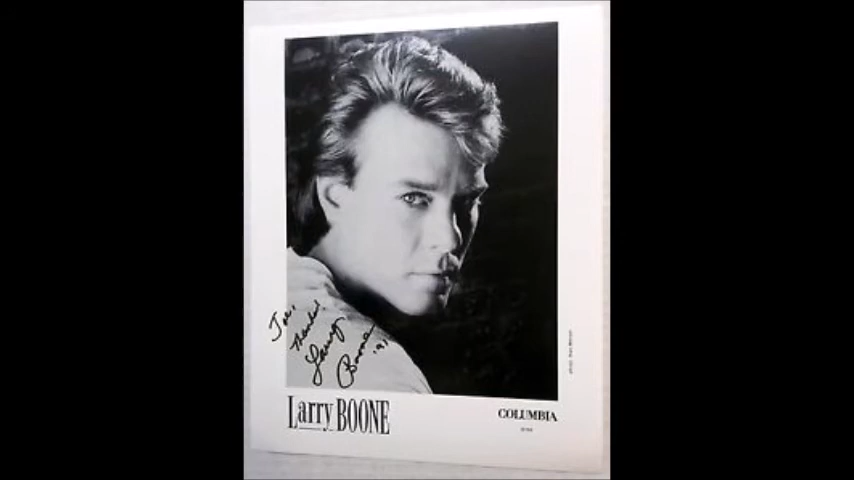 Joe,
Thanks!
Larry
Boone '91
Larry BOONE
COLUMBIA